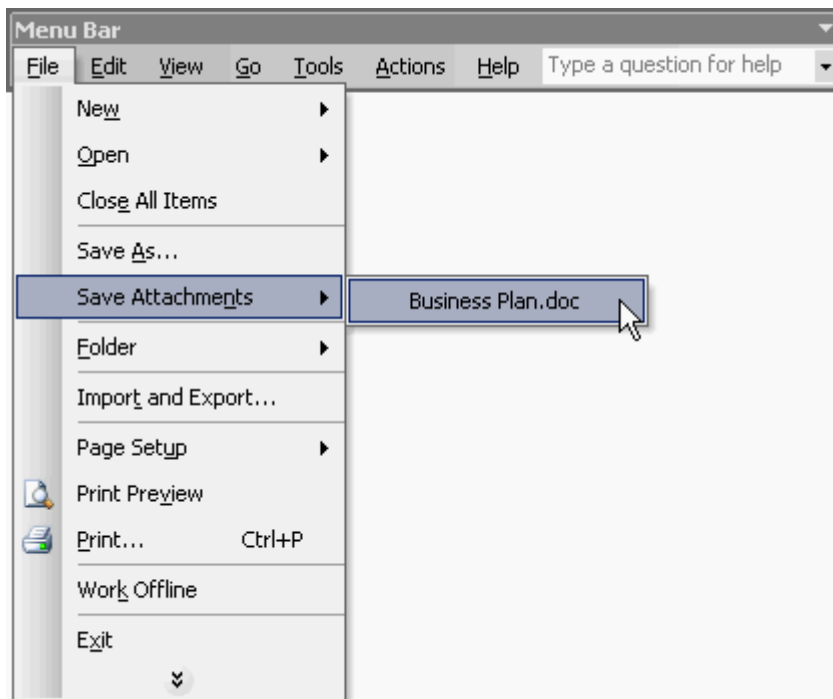 Menu Bar
File Edit View Go Tools Actions Help Type a question for help
New
Open
Close All Items
Save As...
Save Attachments Business Plan.doc
Folder
Import and Export...
Page Setup
Print Preview
Print... Ctrl+P
Work Offline
Exit